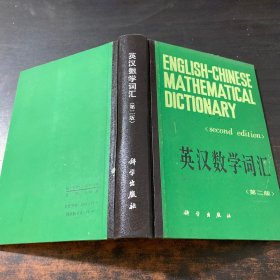 ENGLISH-CHINESE
MATHEMATICAL
DICTIONARY
(second edition)
英汉数学词汇
(第二版)
科学出版社
英汉数学词汇
(第二版)
科学出版社